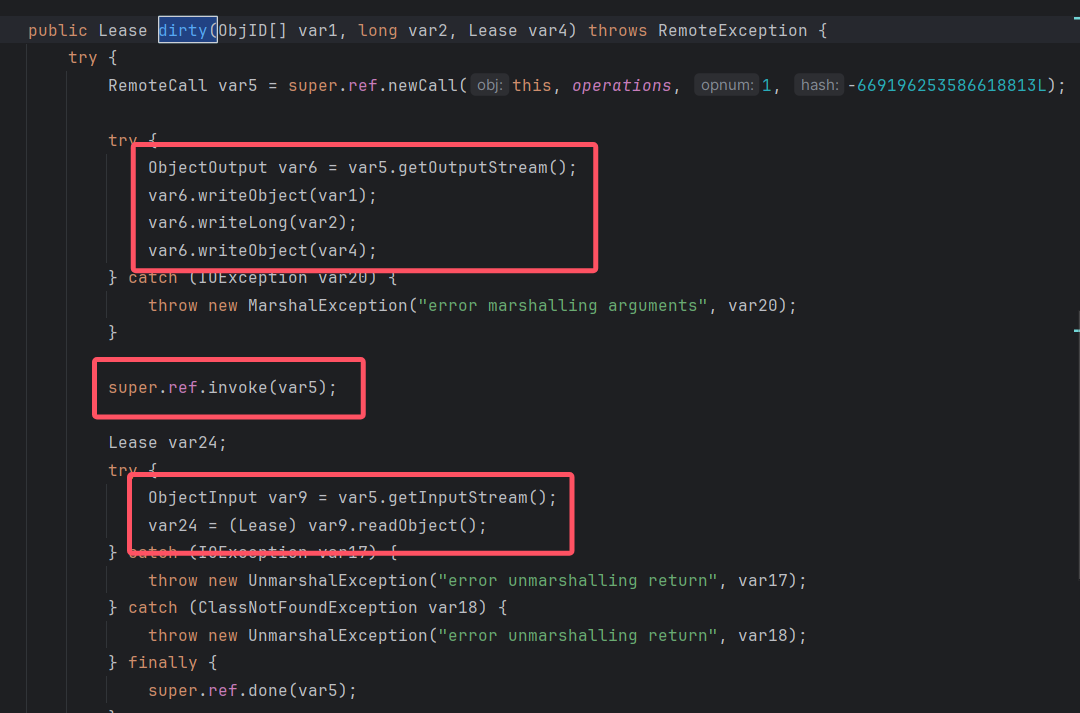 public Lease dirty(ObjID[] var1, long var2, Lease var4) throws RemoteException {
try {
RemoteCall var5 = super.ref.newCall( obj: this, operations, opnum: 1, hash: -669196253586618813L);
try {
ObjectOutput var6 = var5.getOutputStream();
var6.writeObject(var1);
var6.writeLong(var2);
var6.writeObject(var4);
} catch (IOException var20) {
throw new MarshalException("error marshalling arguments", var20);
}
super.ref.invoke(var5);
Lease var24;
try {
ObjectInput var9 = var5.getInputStream();
var24 = (Lease) var9.readObject();
} catch (IOException var17) {
throw new UnmarshalException("error unmarshalling return", var17);
} catch (ClassNotFoundException var18) {
throw new UnmarshalException("error unmarshalling return", var18);
} finally {
super.ref.done(var5);